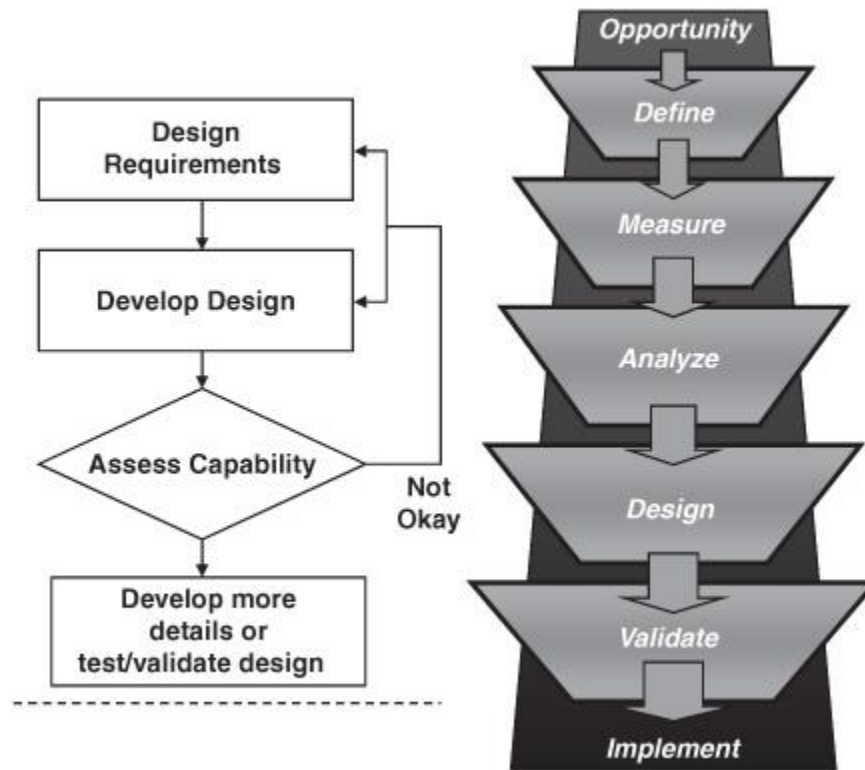 Design
Requirements
Develop Design
Assess Capability
Not
Okay
Develop more
details or
test/validate design
Opportunity
Define
Measure
Analyze
Design
Validate
Implement